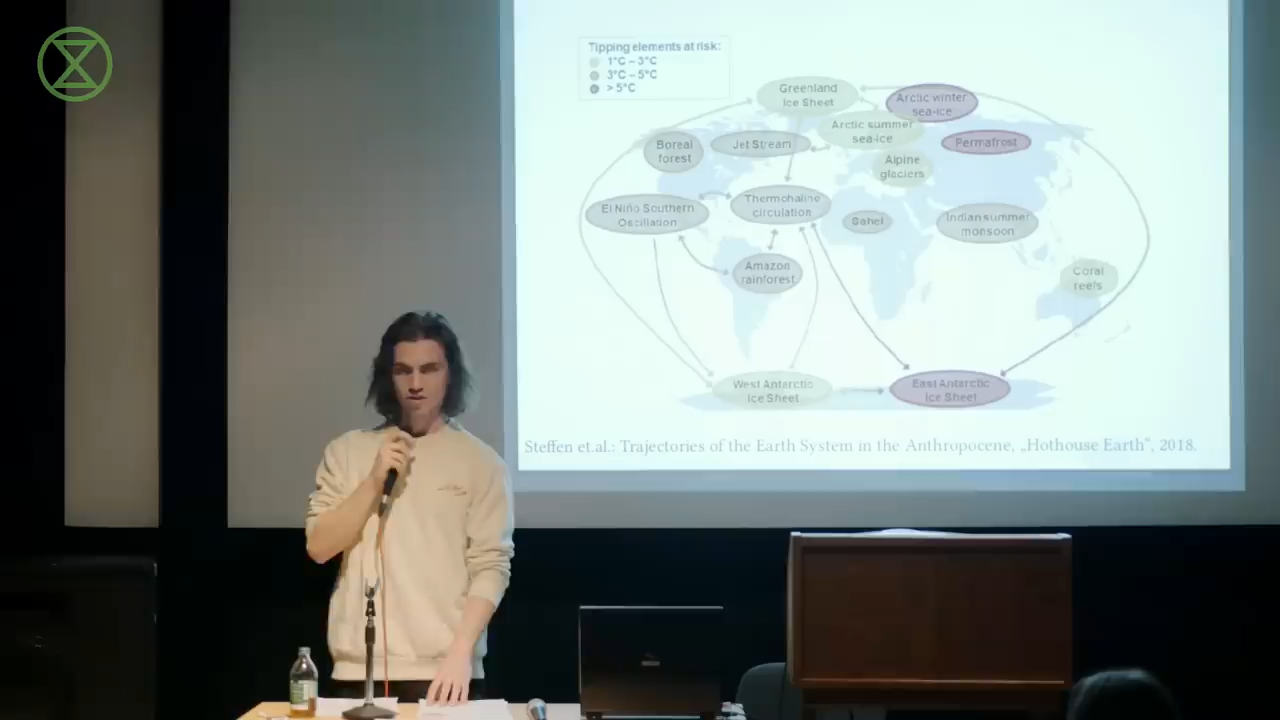 Tipping elements at risk:
1°C – 3°C
3°C – 5°C
> 5°C
Greenland
Ice Sheet
Arctic winter
sea-ice
Arctic summer
sea-ice
Boreal
forest
Jet Stream
Permafrost
Alpine
glaciers
El Niño Southern
Oscillation
Thermohaline
circulation
Sahel
Indian summer
monsoon
Amazon
rainforest
Coral
reefs
West Antarctic
Ice Sheet
East Antarctic
Ice Sheet
Steffen et.al.: Trajectories of the Earth System in the Anthropocene, „Hothouse Earth", 2018.